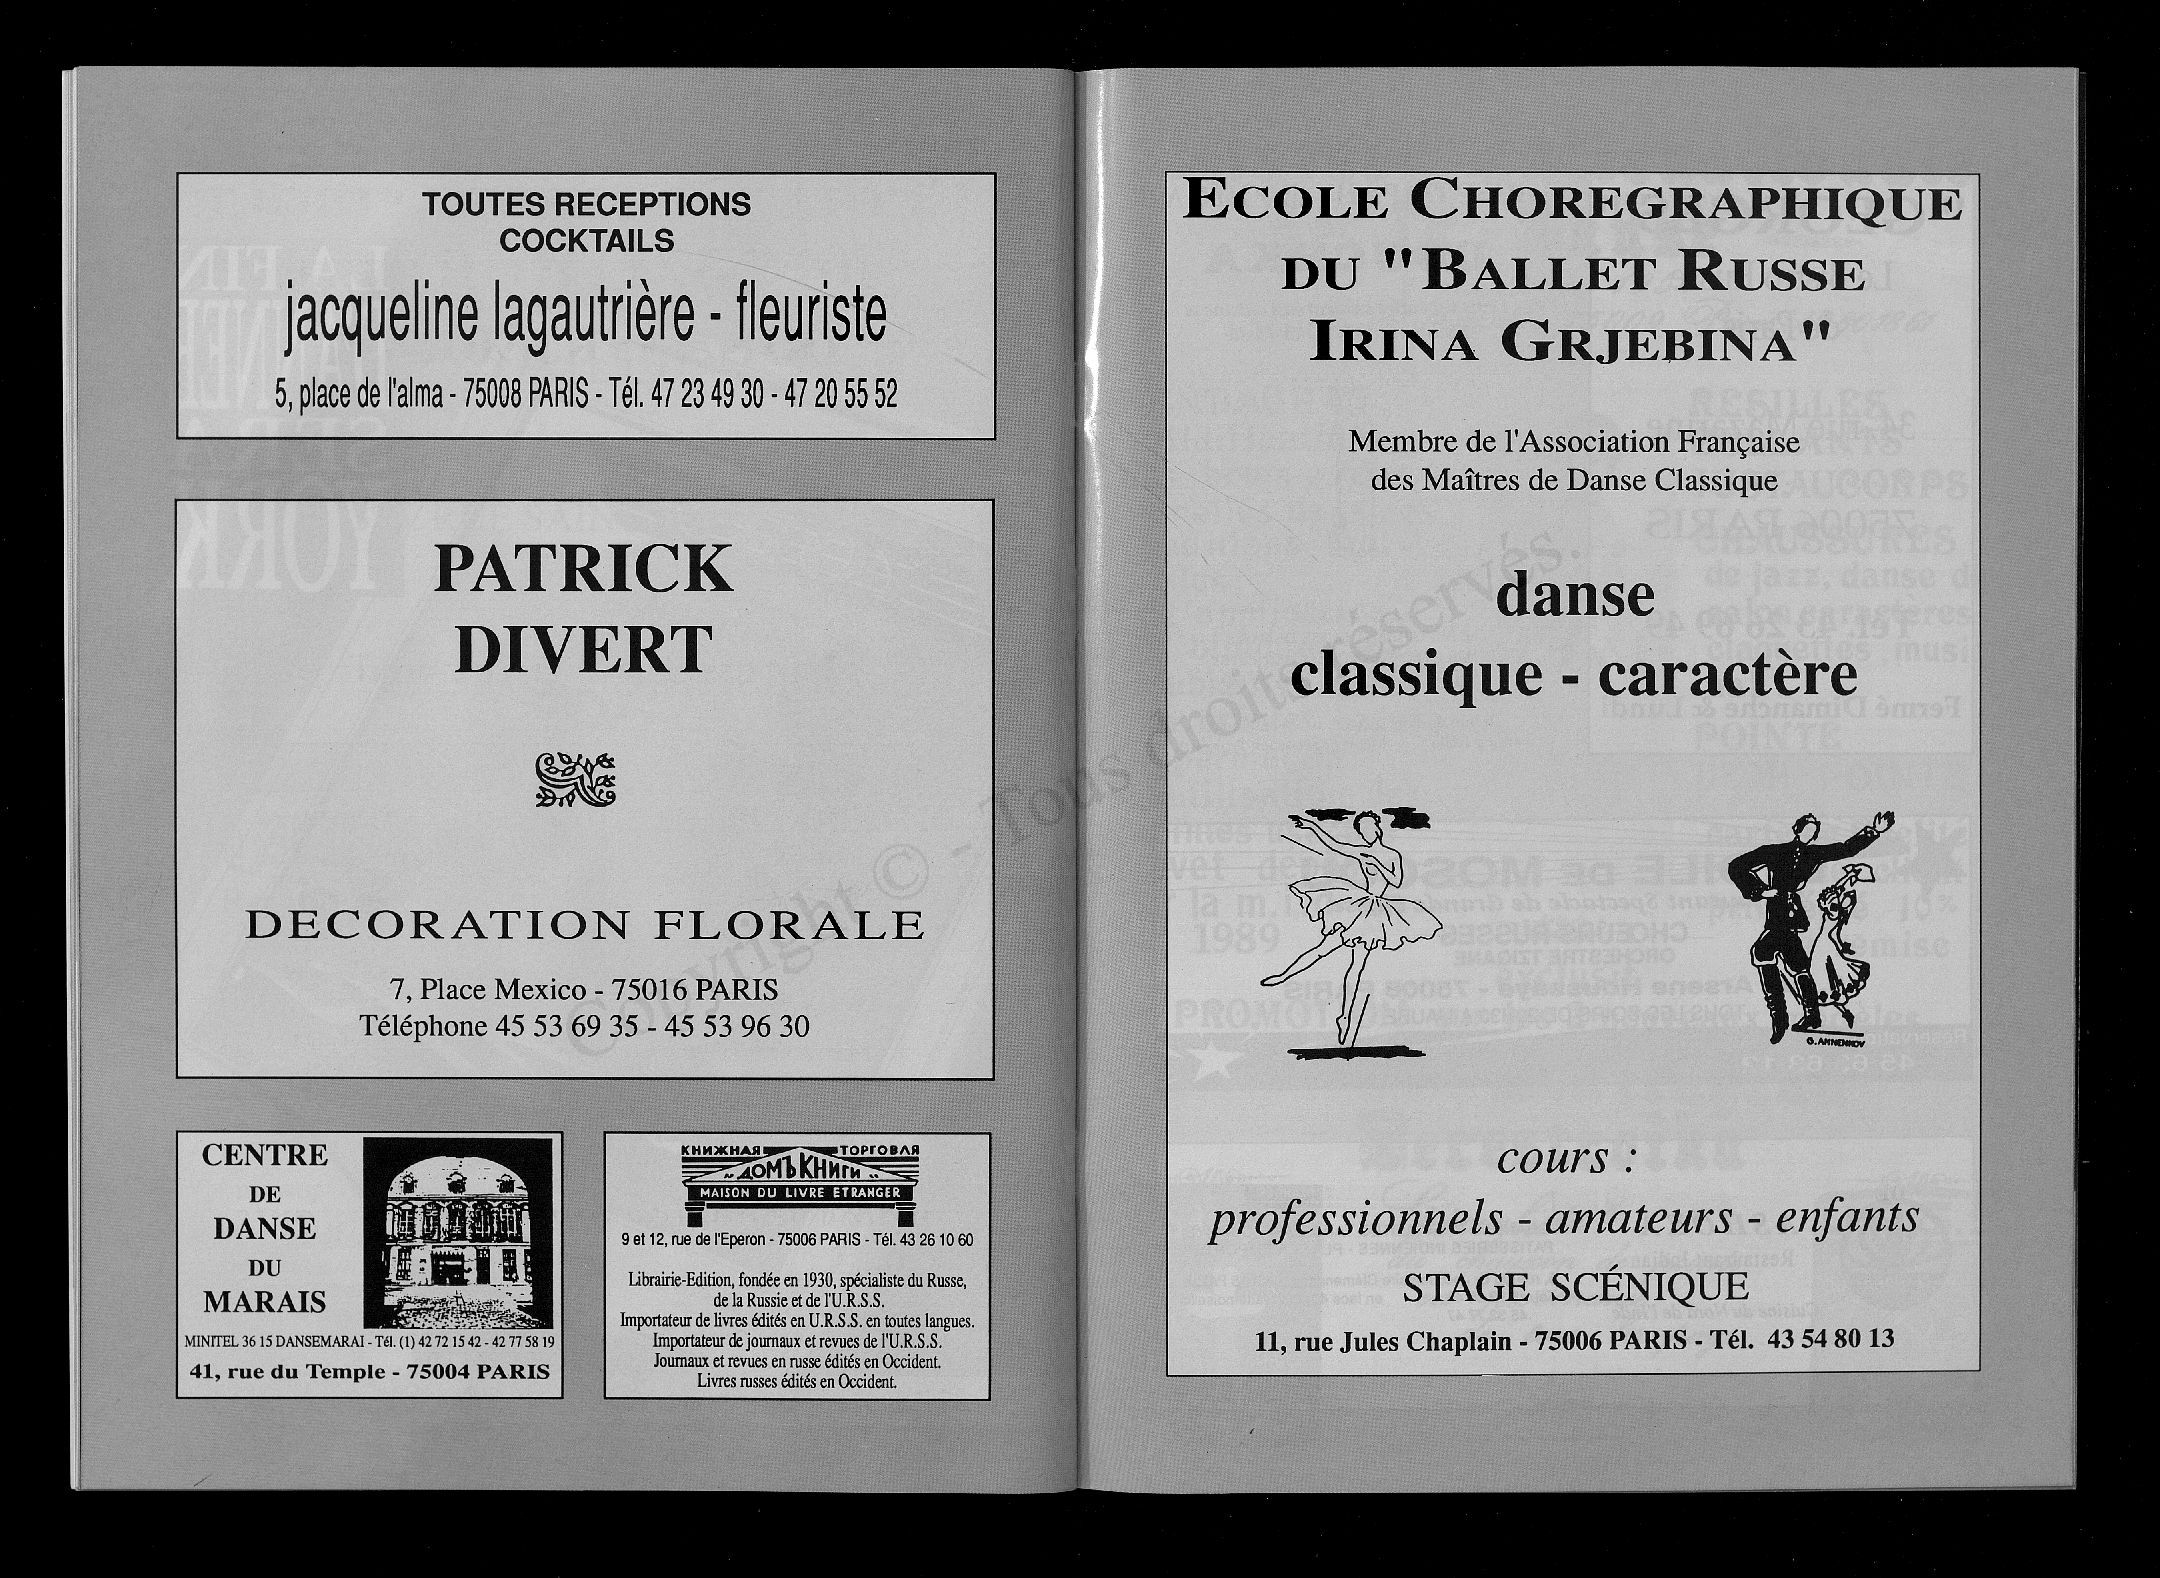 TOUTES RECEPTIONS
COCKTAILS
jacqueline lagautrière - fleuriste
5, place de l'alma - 75008 PARIS - Tél. 47 23 49 30 - 47 20 55 52
PATRICK
DIVERT
DECORATION FLORALE
7, Place Mexico - 75016 PARIS
Téléphone 45 53 69 35 - 45 53 96 30
CENTRE
DE
DANSE
DU
MARAIS
MINITEL 36 15 DANSEMARAI - Tél. (1) 42 72 15 42 - 42 77 58 19
41, rue du Temple - 75004 PARIS
КНИЖНАЯ ТОРГОВЛЯ
„ДОМЪ КНИГИ"
MAISON DU LIVRE ETRANGER
9 et 12, rue de l'Eperon - 75006 PARIS - Tél. 43 26 10 60
Librairie-Edition, fondée en 1930, spécialiste du Russe,
de la Russie et de l'U.R.S.S.
Importateur de livres édités en U.R.S.S. en toutes langues.
Importateur de journaux et revues de l'U.R.S.S.
Journaux et revues en russe édités en Occident.
Livres russes édités en Occident.
ECOLE CHOREGRAPHIQUE
DU "BALLET RUSSE
IRINA GRJEBINA"
Membre de l'Association Française
des Maîtres de Danse Classique
danse
classique - caractère
G. ANNENKOV
cours :
professionnels - amateurs - enfants
STAGE SCÉNIQUE
11, rue Jules Chaplain - 75006 PARIS - Tél. 43 54 80 13
Copyright © - Tous droits réservés.